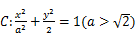 C: x²/a² + y²/2 = 1(a > √2)